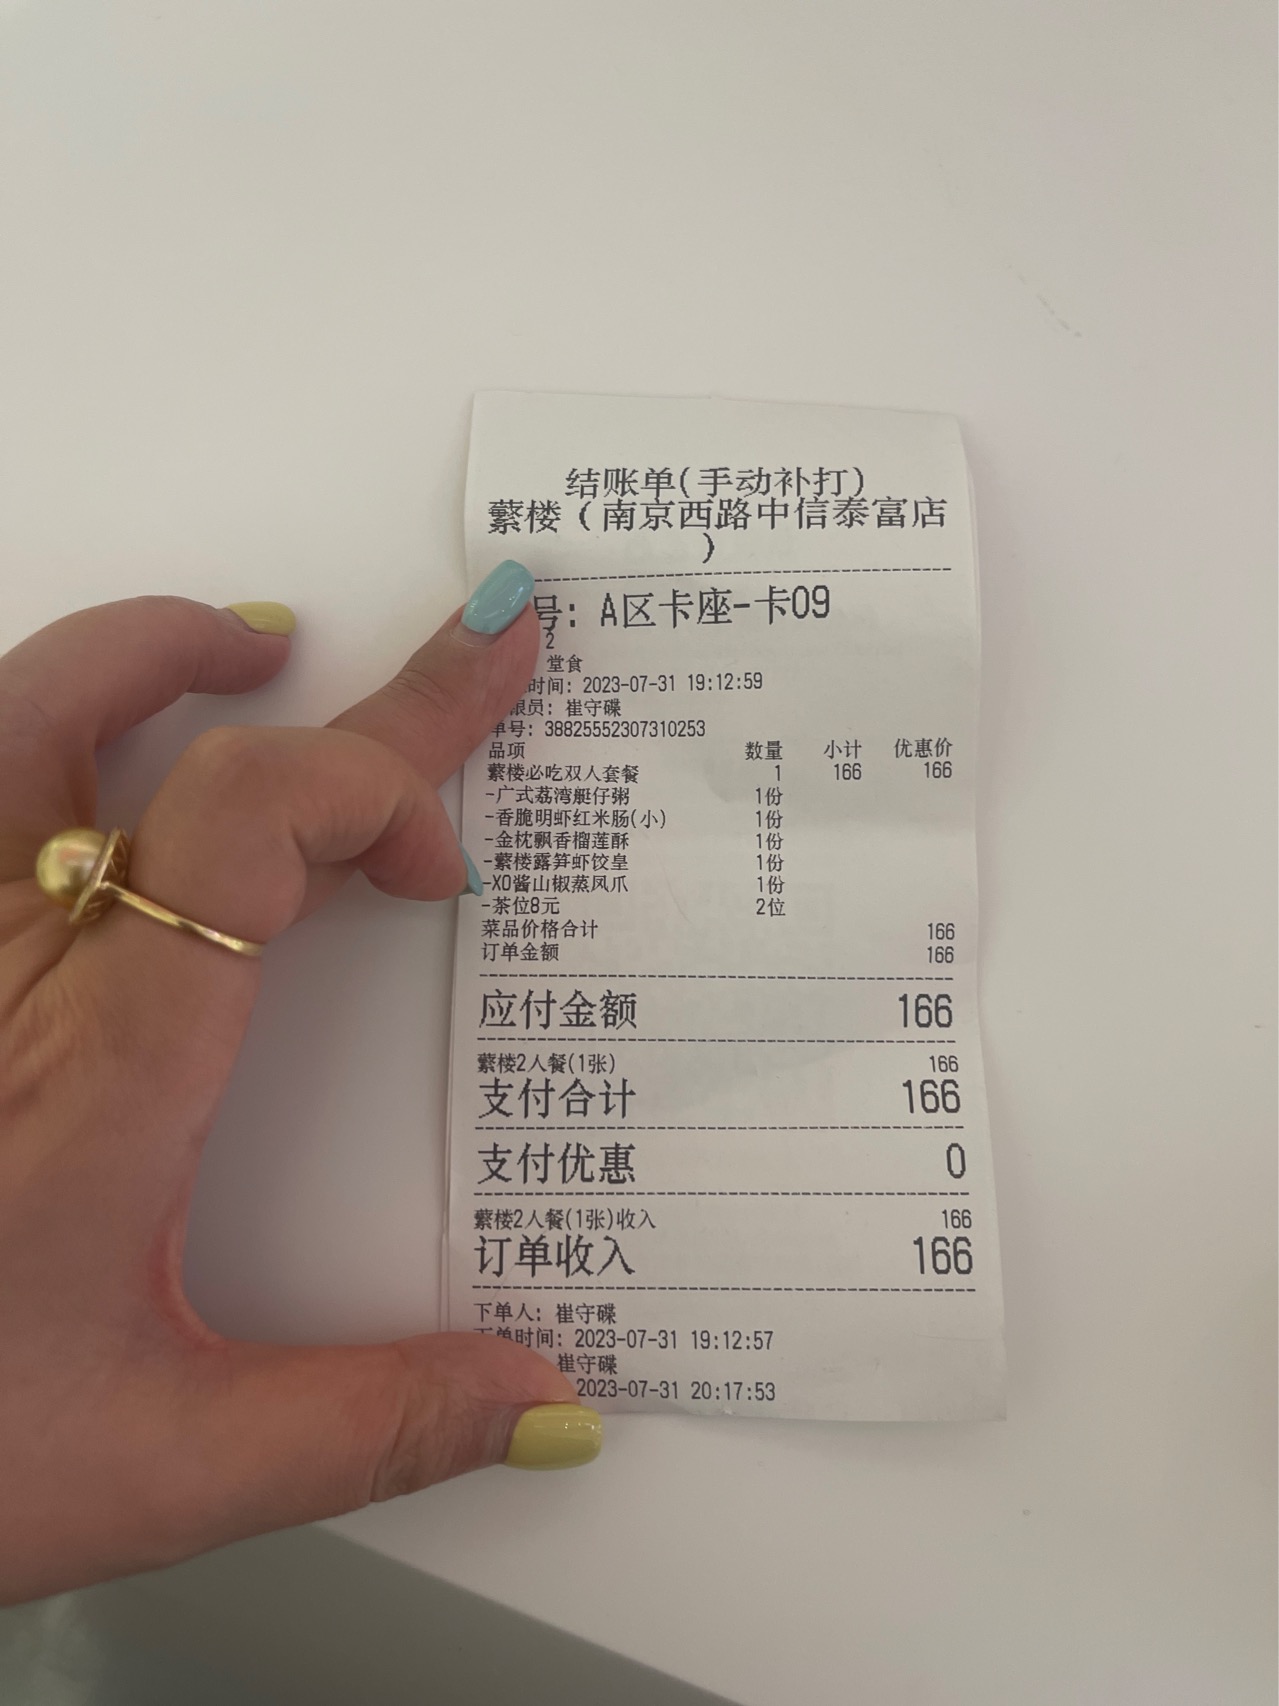 结账单(手动补打)
蘩楼(南京西路中信泰富店
)
号: A区卡座-卡09
2
堂食
时间: 2023-07-31 19:12:59
员: 崔守碟
单号: 38825552307310253
品项 数量 小计 优惠价
蘩楼必吃双人套餐 1 166 166
-广式荔湾艇仔粥 1份
-香脆明虾红米肠(小) 1份
-金枕飘香榴莲酥 1份
-蘩楼露笋虾饺皇 1份
-XO酱山椒蒸凤爪 1份
-茶位8元 2位
菜品价格合计 166
订单金额 166
应付金额 166
蘩楼2人餐(1张) 166
支付合计 166
支付优惠 0
蘩楼2人餐(1张)收入 166
订单收入 166
下单人: 崔守碟
下单时间: 2023-07-31 19:12:57
崔守碟
2023-07-31 20:17:53